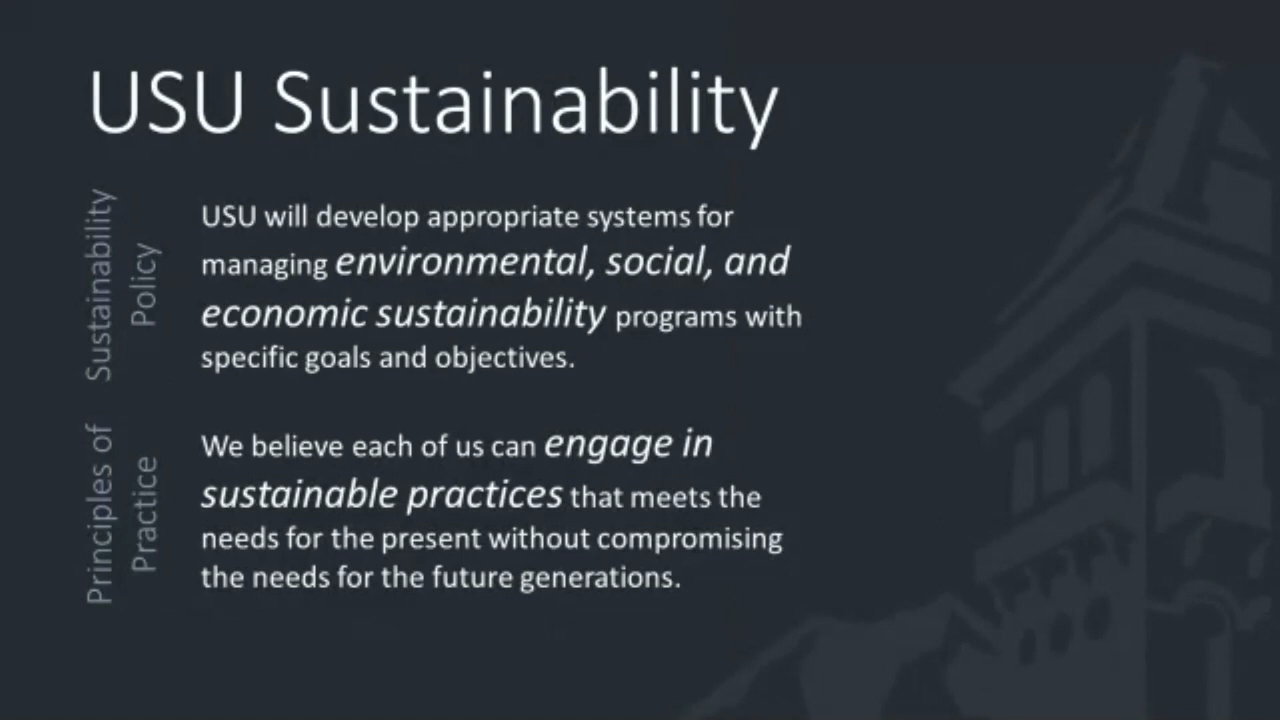 USU Sustainability
Sustainability
Policy
USU will develop appropriate systems for
managing environmental, social, and
economic sustainability programs with
specific goals and objectives.
Principles of
Practice
We believe each of us can engage in
sustainable practices that meets the
needs for the present without compromising
the needs for the future generations.